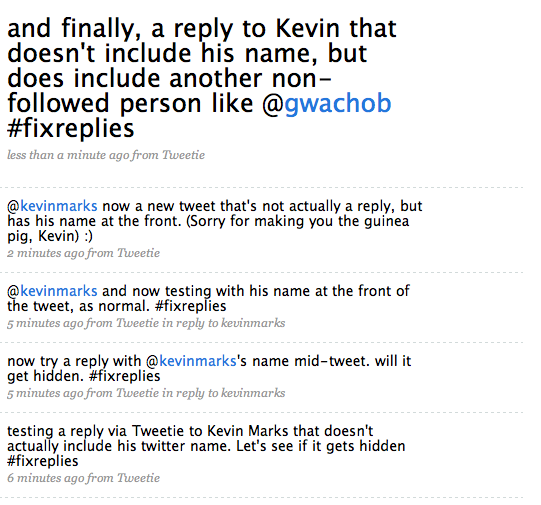 and finally, a reply to Kevin that
doesn't include his name, but
does include another non-
followed person like @gwachob
#fixreplies
less than a minute ago from Tweetie
@kevinmarks now a new tweet that's not actually a reply, but
has his name at the front. (Sorry for making you the guinea
pig, Kevin) :)
2 minutes ago from Tweetie
@kevinmarks and now testing with his name at the front of
the tweet, as normal. #fixreplies
5 minutes ago from Tweetie in reply to kevinmarks
now try a reply with @kevinmarks's name mid-tweet. will it
get hidden. #fixreplies
5 minutes ago from Tweetie in reply to kevinmarks
testing a reply via Tweetie to Kevin Marks that doesn't
actually include his twitter name. Let's see if it gets hidden
#fixreplies
6 minutes ago from Tweetie